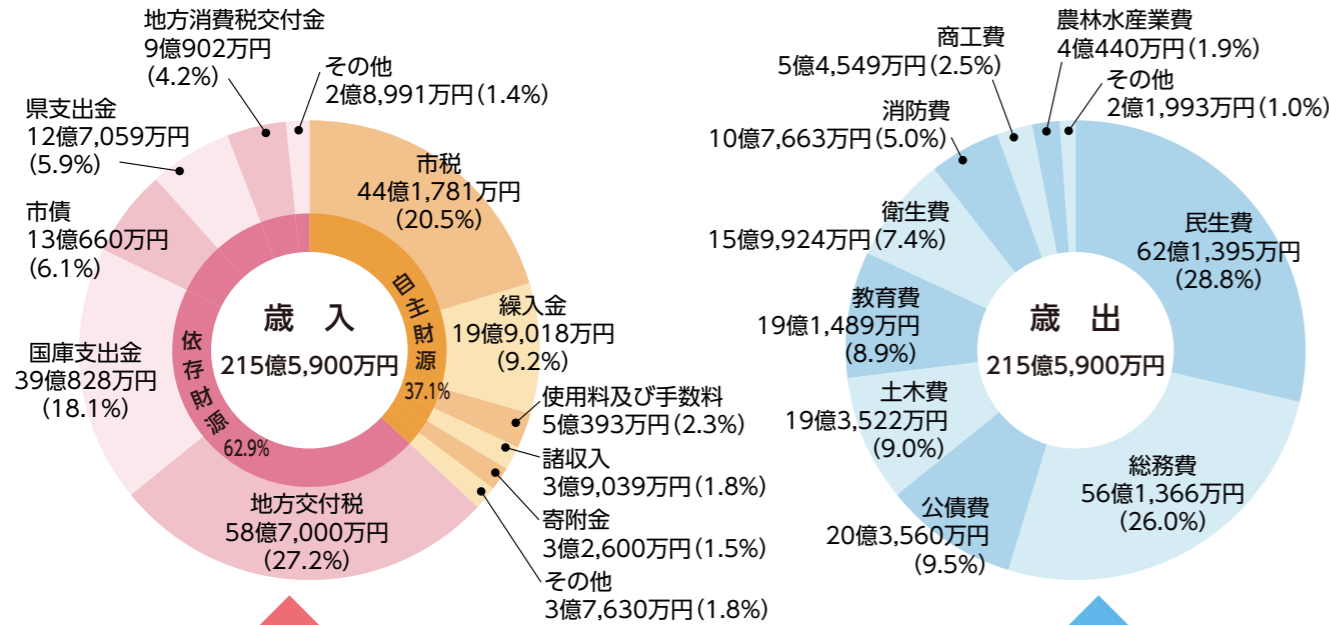 地方消費税交付金
9億902万円
(4.2%)
その他
2億8,991万円(1.4%)
県支出金
12億7,059万円
(5.9%)
市債
13億660万円
(6.1%)
国庫支出金
39億828万円
(18.1%)
地方交付税
58億7,000万円
(27.2%)
依存財源
62.9%
歳 入
215億5,900万円
自主財源
37.1%
市税
44億1,781万円
(20.5%)
繰入金
19億9,018万円
(9.2%)
使用料及び手数料
5億393万円(2.3%)
諸収入
3億9,039万円(1.8%)
寄附金
3億2,600万円(1.5%)
その他
3億7,630万円(1.8%)
農林水産業費
4億440万円(1.9%)
商工費
5億4,549万円(2.5%)
その他
2億1,993万円(1.0%)
消防費
10億7,663万円(5.0%)
衛生費
15億9,924万円(7.4%)
教育費
19億1,489万円
(8.9%)
土木費
19億3,522万円
(9.0%)
公債費
20億3,560万円
(9.5%)
歳 出
215億5,900万円
民生費
62億1,395万円
(28.8%)
総務費
56億1,366万円
(26.0%)